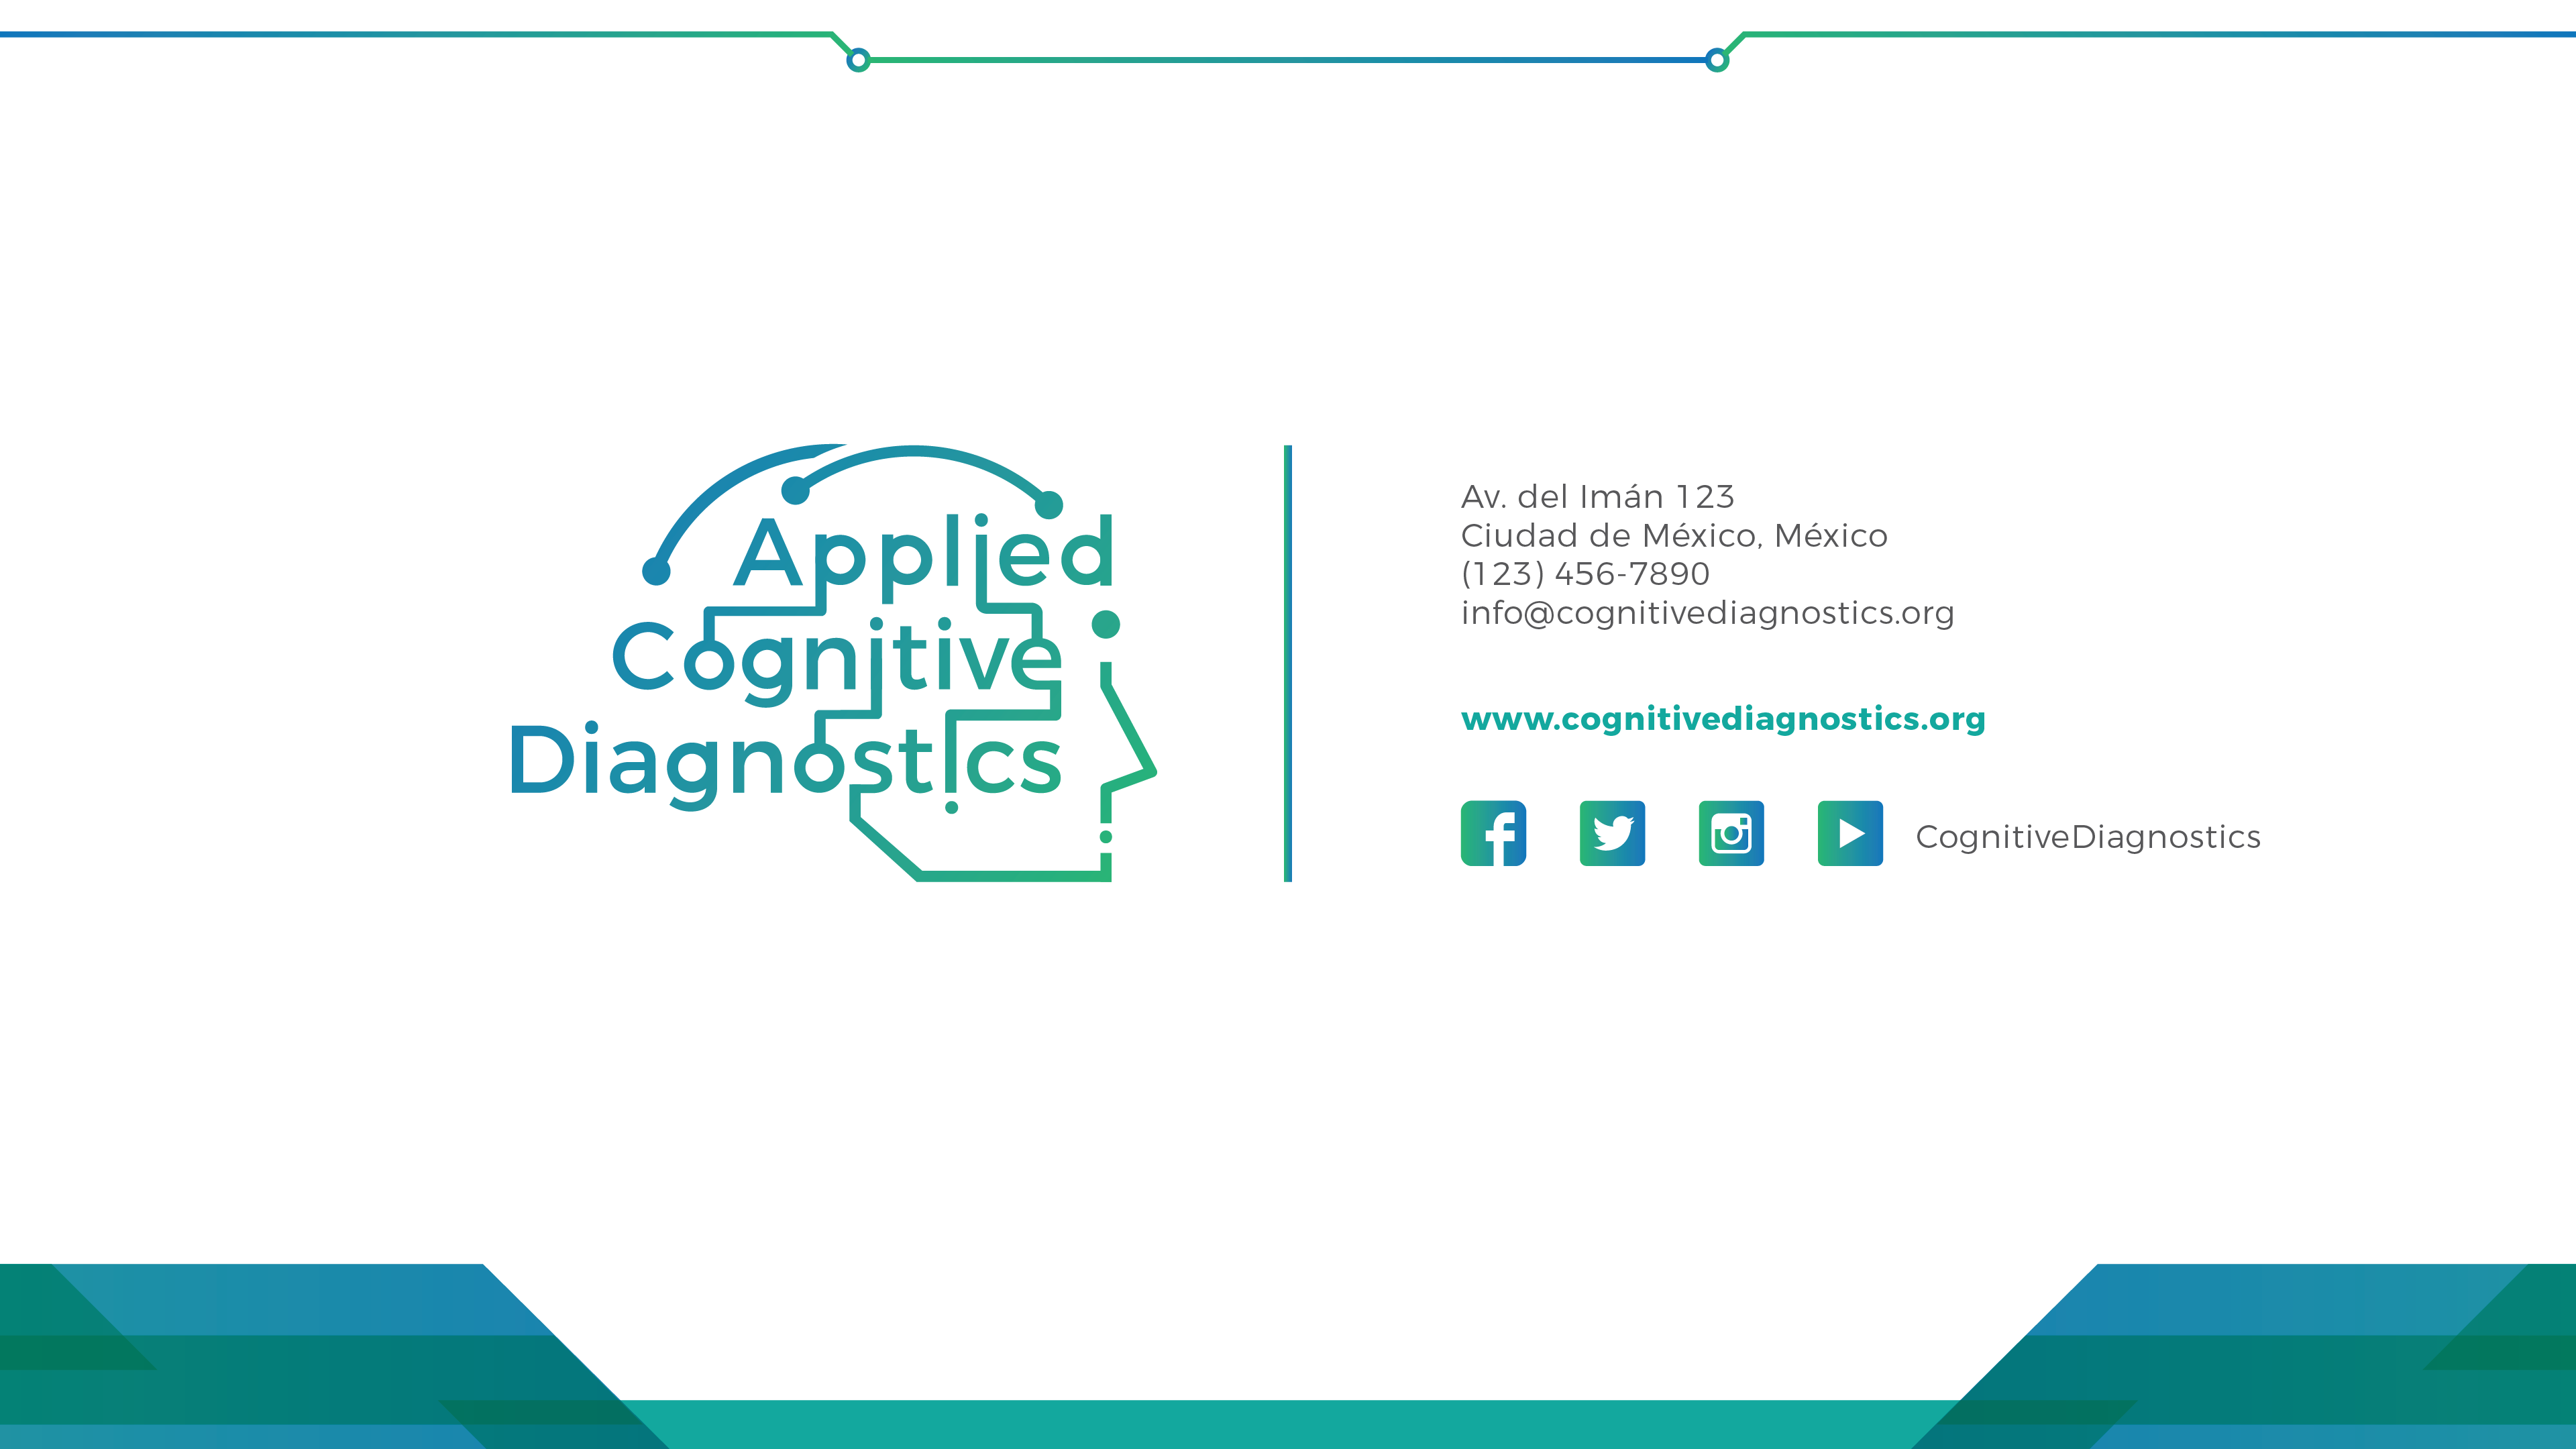 Applied
Cognitive
Diagnostics
Av. del Imán 123
Ciudad de México, México
(123) 456-7890
info@cognitivediagnostics.org
www.cognitivediagnostics.org
CognitiveDiagnostics